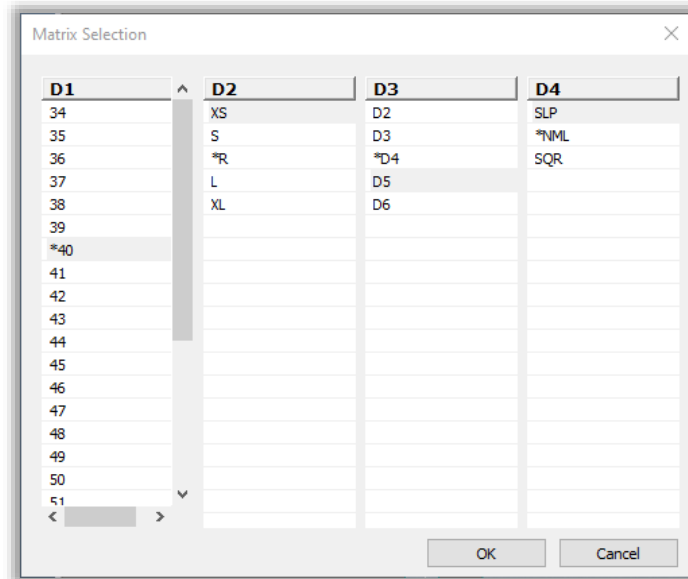 Matrix Selection
D1 D2 D3 D4
34 XS D2 SLP
35 S D3 *NML
36 *R *D4 SQR
37 L D5
38 XL D6
39
*40
41
42
43
44
45
46
47
48
49
50
51
OK Cancel